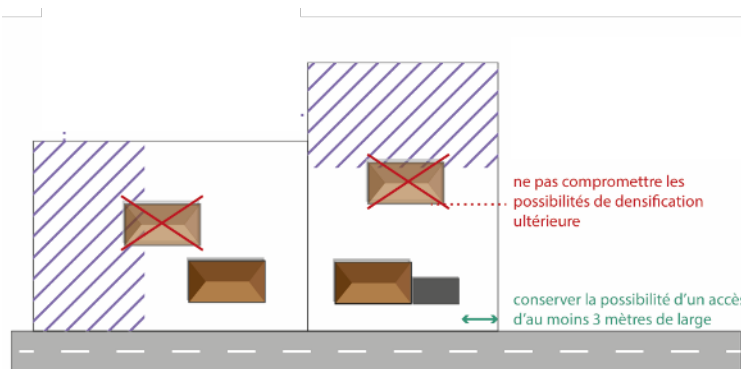 ne pas compromettre les
possibilités de densification
ultérieure
conserver la possibilité d'un accès
d'au moins 3 mètres de large